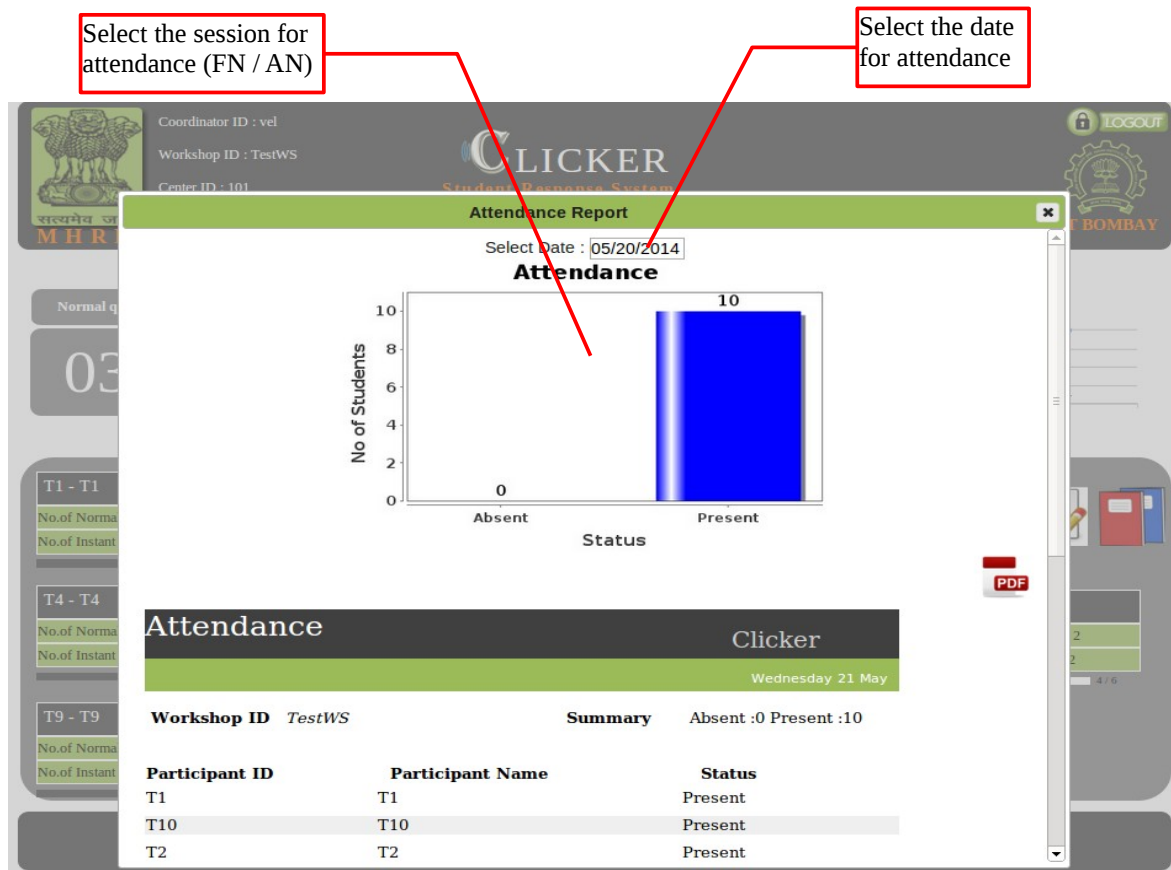 Select the session for
attendance (FN / AN)
Select the date
for attendance
Coordinator ID : vel
Workshop ID : TestWS
Center ID : 101
CLICKER
Student Response System
LOGOUT
सत्यमेव
M H R
T BOMBAY
Attendance Report
Select Date : 05/20/2014
Attendance
10
8
6
4
2
0
No of Students
0
10
Absent Present
Status
Normal q
03
T1 - T1
No.of Norma
No.of Instant
T4 - T4
No.of Norma
No.of Instant
T9 - T9
No.of Norma
No.of Instant
2
2
4 / 6
PDF
Attendance
Clicker
Wednesday 21 May
Workshop ID TestWS Summary Absent :0 Present :10
Participant ID Participant Name Status
T1 T1 Present
T10 T10 Present
T2 T2 Present